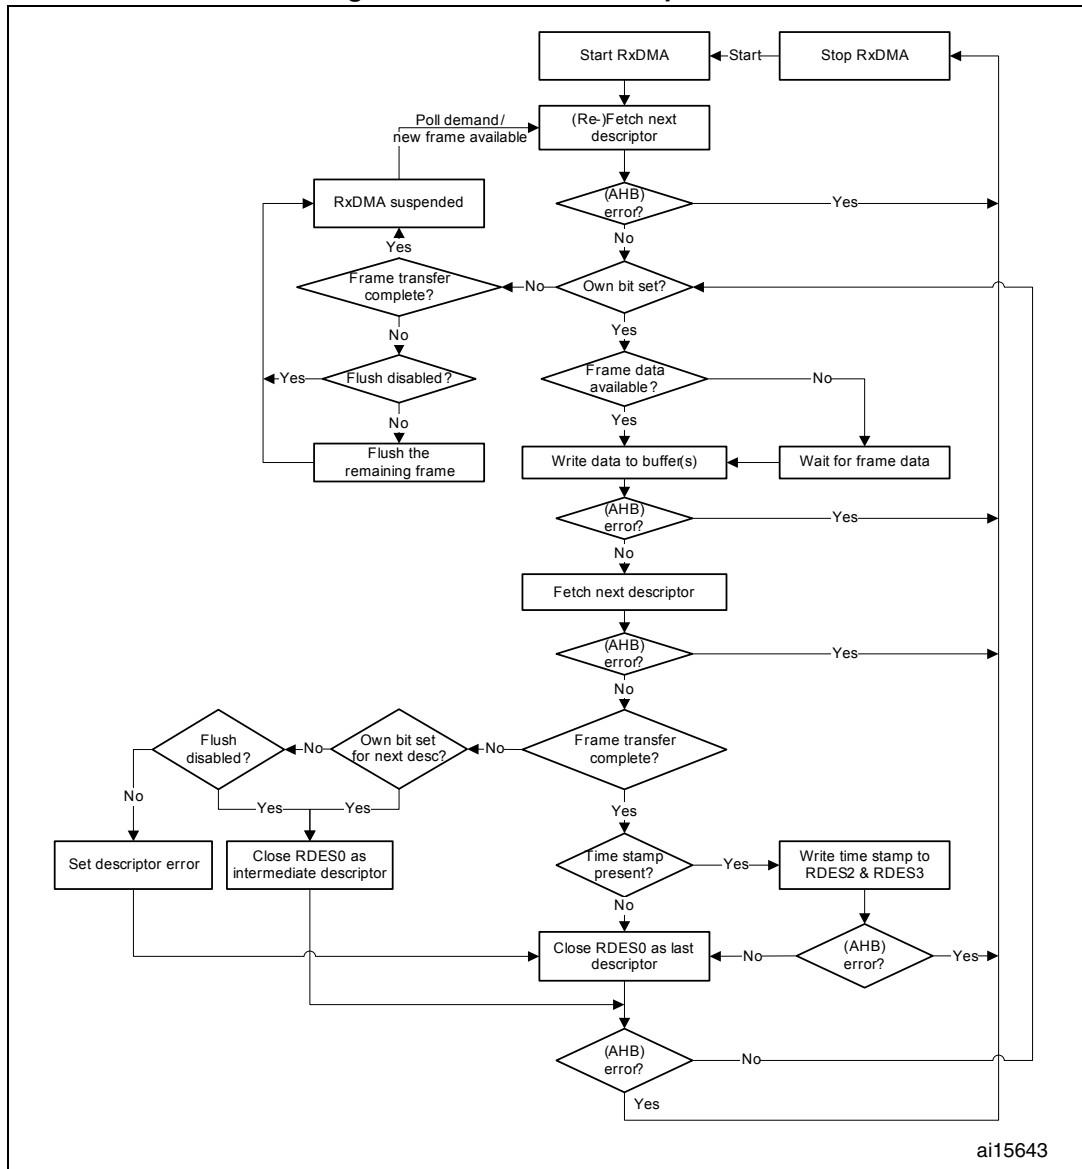 Start RxDMA
Start
Stop RxDMA
Poll demand/
new frame available
(Re-)Fetch next
descriptor
RxDMA suspended
(AHB)
error?
Yes
No
Yes
Frame transfer
complete?
No
Own bit set?
No
Yes
Yes
Flush disabled?
Frame data
available?
No
No
Yes
Flush the
remaining frame
Write data to buffer(s)
Wait for frame data
(AHB)
error?
Yes
No
Fetch next descriptor
(AHB)
error?
Yes
No
Flush
disabled?
No
Own bit set
for next desc?
No
Frame transfer
complete?
No
Yes
Yes
Yes
Set descriptor error
Close RDES0 as
intermediate descriptor
Time stamp
present?
Yes
Write time stamp to
RDES2 & RDES3
No
Close RDES0 as last
descriptor
No
(AHB)
error?
Yes
(AHB)
error?
No
Yes
ai15643